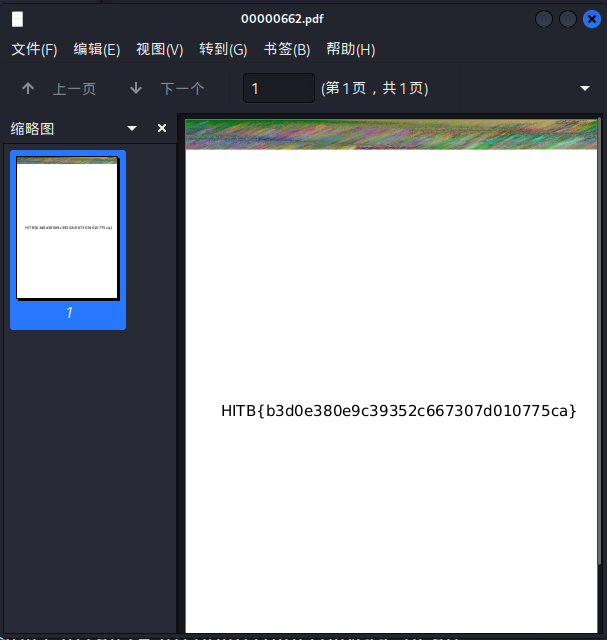 00000662.pdf
文件(F) 编辑(E) 视图(V) 转到(G) 书签(B) 帮助(H)
上一页 下一个 1 (第1页，共1页)
缩略图
HITB{b3d0e380e9c39352c667307d010775ca}
1
HITB{b3d0e380e9c39352c667307d010775ca}